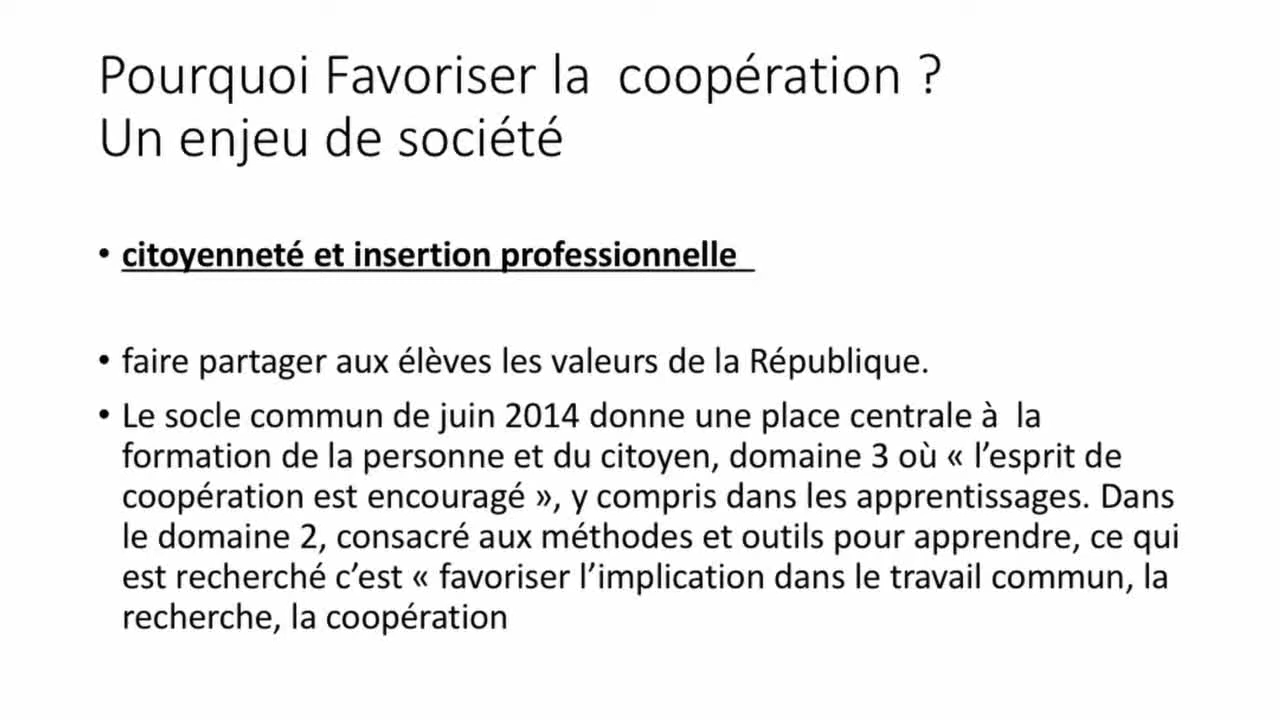 Pourquoi Favoriser la  coopération ?
Un enjeu de société
• citoyenneté et insertion professionnelle
• faire partager aux élèves les valeurs de la République.
• Le socle commun de juin 2014 donne une place centrale à  la
formation de la personne et du citoyen, domaine 3 où « l’esprit de
coopération est encouragé », y compris dans les apprentissages. Dans
le domaine 2, consacré aux méthodes et outils pour apprendre, ce qui
est recherché c’est « favoriser l’implication dans le travail commun, la
recherche, la coopération